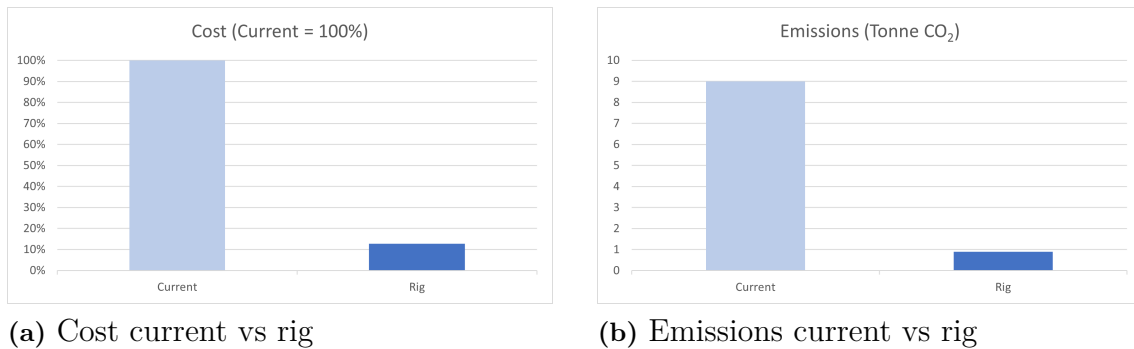 Cost (Current = 100%)
100%
90%
80%
70%
60%
50%
40%
30%
20%
10%
0%
Current
Rig
(a) Cost current vs rig
Emissions (Tonne CO₂)
10
9
8
7
6
5
4
3
2
1
0
Current
Rig
(b) Emissions current vs rig